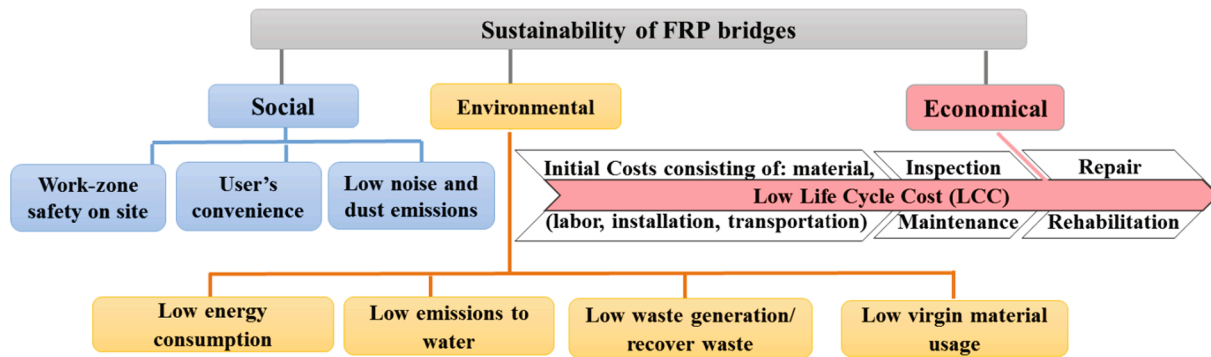 Sustainability of FRP bridges
Social
Environmental
Economical
Work-zone
safety on site
User's
convenience
Low noise and
dust emissions
Initial Costs consisting of: material,
(labor, installation, transportation)
Inspection
Maintenance
Repair
Rehabilitation
Low Life Cycle Cost (LCC)
Low energy
consumption
Low emissions to
water
Low waste generation/
recover waste
Low virgin material
usage